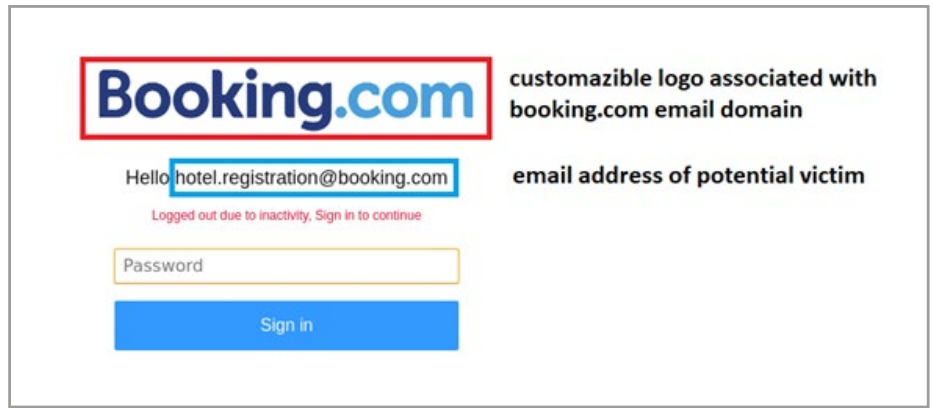 Booking.com
customazible logo associated with
booking.com email domain
Hello hotel.registration@booking.com
email address of potential victim
Logged out due to inactivity, Sign in to continue
Password
Sign in